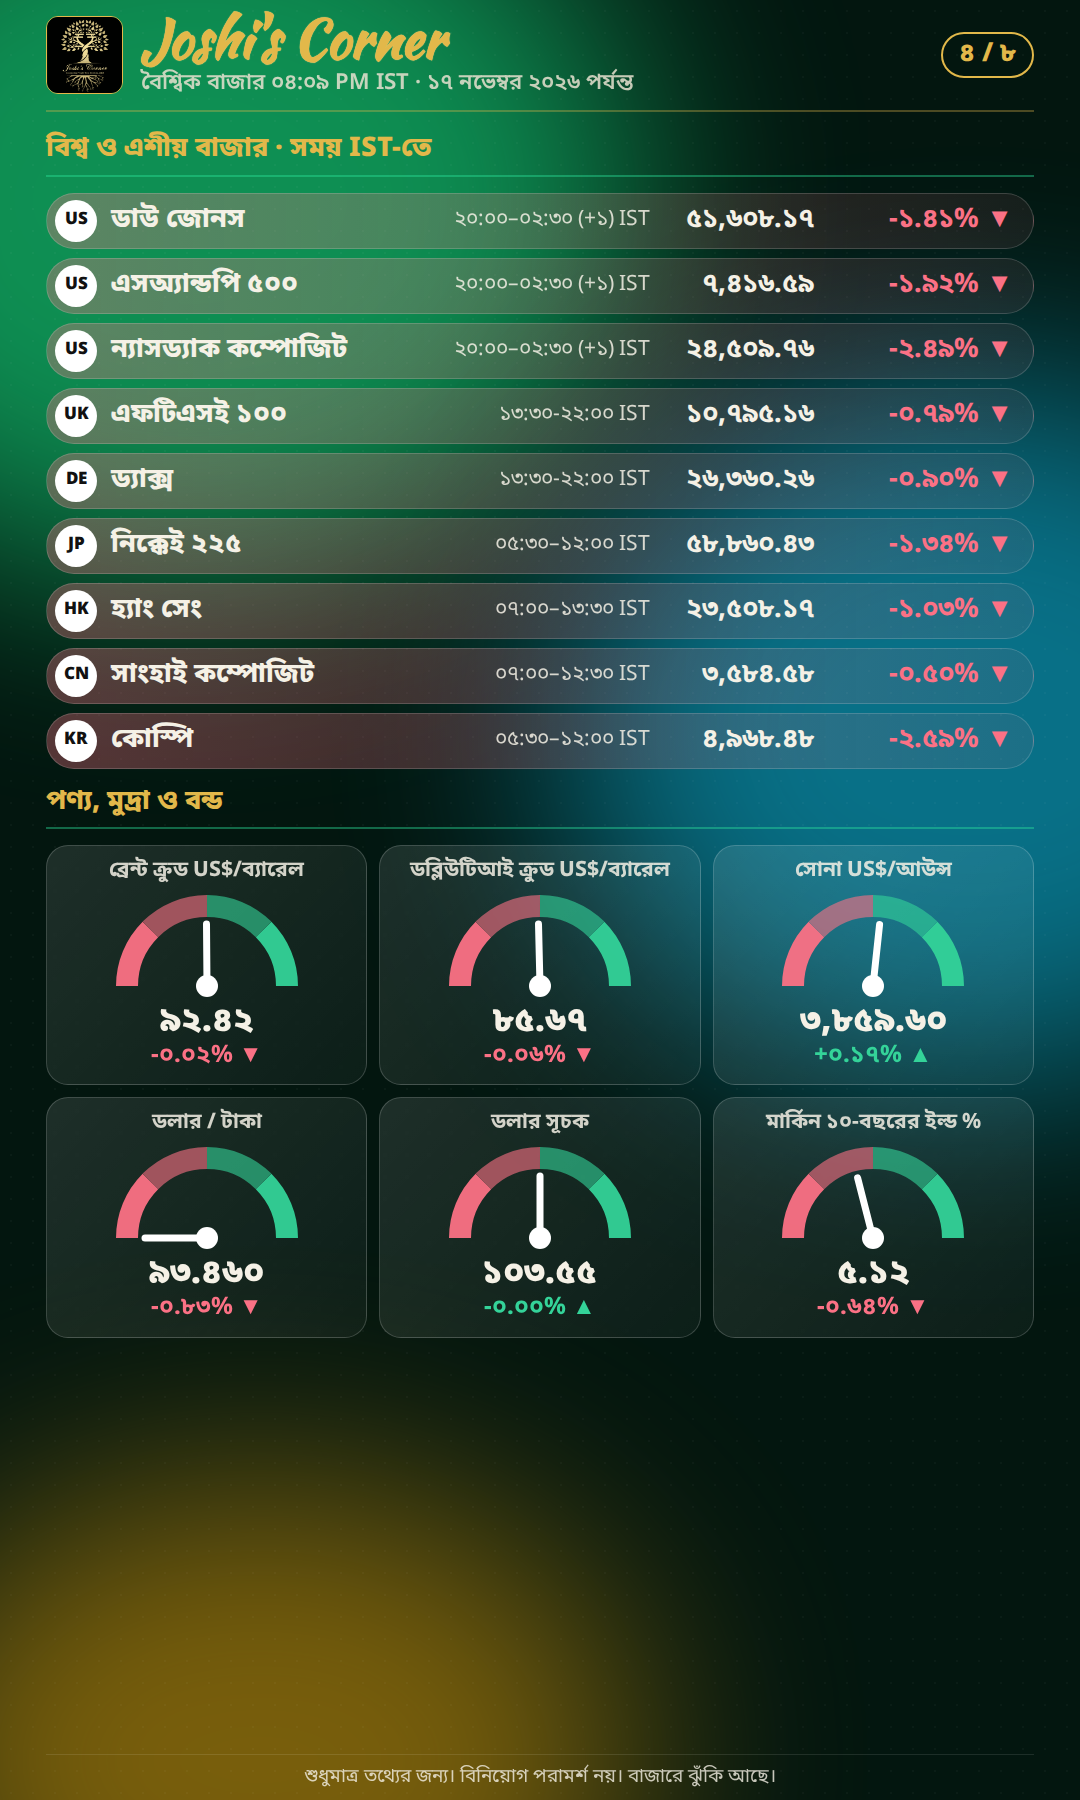 Joshi's Corner
Joshi's Corner
বৈশ্বিক বাজার ০৪:০৯ PM IST · ১৭ নভেম্বর ২০২৬ পর্যন্ত
৪ / ৮
বিশ্ব ও এশীয় বাজার · সময় IST-তে
US ডাউ জোনস ২০:০০–০২:৩০ (+১) IST ৫১,৬০৮.১৭ -১.৪১% ▼
US এসঅ্যান্ডপি ৫০০ ২০:০০–০২:৩০ (+১) IST ৭,৪১৬.৫৯ -১.৯২% ▼
US ন্যাসড্যাক কম্পোজিট ২০:০০–০২:৩০ (+১) IST ২৪,৫০৯.৭৬ -২.৪৯% ▼
UK এফটিএসই ১০০ ১৩:৩০-২২:০০ IST ১০,৭৯৫.১৬ -০.৭৯% ▼
DE ড্যাক্স ১৩:৩০-২২:০০ IST ২৬,৩৬০.২৬ -০.৯০% ▼
JP নিক্কেই ২২৫ ০৫:৩০–১২:০০ IST ৫৮,৮৬০.৪৩ -১.৩৪% ▼
HK হ্যাং সেং ০৭:০০–১৩:৩০ IST ২৩,৫০৮.১৭ -১.০৩% ▼
CN সাংহাই কম্পোজিট ০৭:০০–১২:৩০ IST ৩,৫৮৪.৫৮ -০.৫০% ▼
KR কোস্পি ০৫:৩০–১২:০০ IST ৪,৯৬৮.৪৮ -২.৫৯% ▼
পণ্য, মুদ্রা ও বন্ড
ব্রেন্ট ক্রুড US$/ব্যারেল ডব্লিউটিআই ক্রুড US$/ব্যারেল সোনা US$/আউন্স
৯২.৪২ ৮৫.৬৭ ৩,৮৫৯.৬০
-০.০২% ▼ -০.০৬% ▼ +০.১৭% ▲
ডলার / টাকা ডলার সূচক মার্কিন ১০-বছরের ইল্ড %
৯৩.৪৬০ ১০৩.৫৫ ৫.১২
-০.৮৩% ▼ -০.০০% ▲ -০.৬৪% ▼
শুধুমাত্র তথ্যের জন্য। বিনিয়োগ পরামর্শ নয়। বাজারে ঝুঁকি আছে।